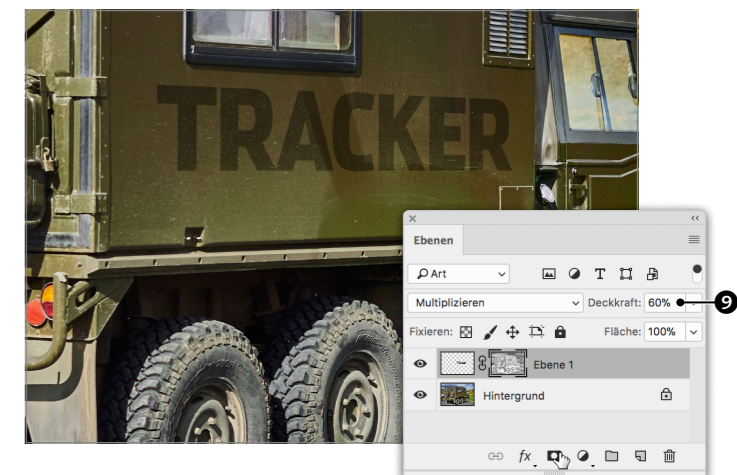 TRACKER
Ebenen
Art
Multiplizieren Deckkraft: 60% 9
Fixieren: Fläche: 100%
Ebene 1
Hintergrund
fx